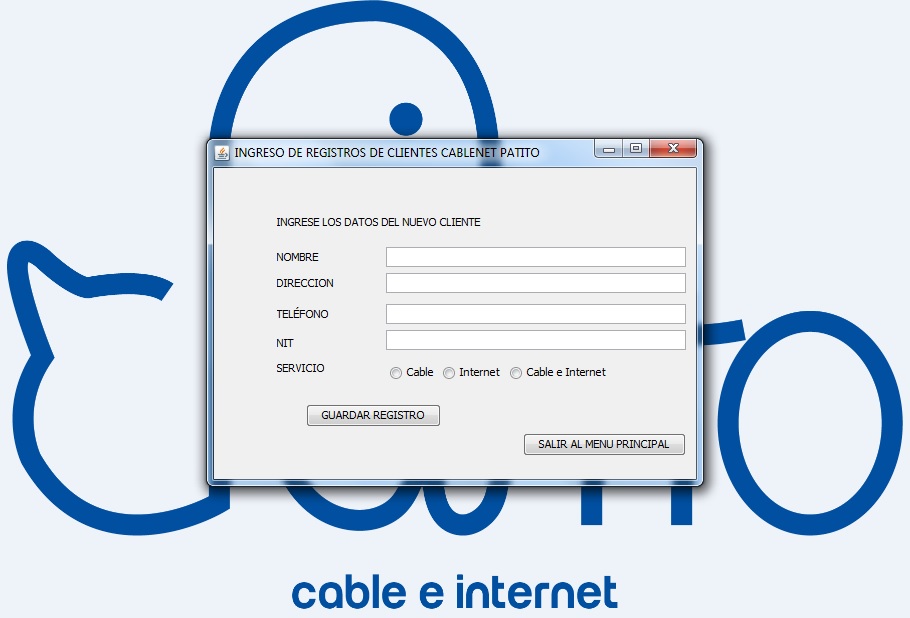 INGRESO DE REGISTROS DE CLIENTES CABLENET PATITO
INGRESE LOS DATOS DEL NUEVO CLIENTE
NOMBRE
DIRECCION
TELÉFONO
NIT
SERVICIO Cable Internet Cable e Internet
GUARDAR REGISTRO
SALIR AL MENU PRINCIPAL
cable e internet